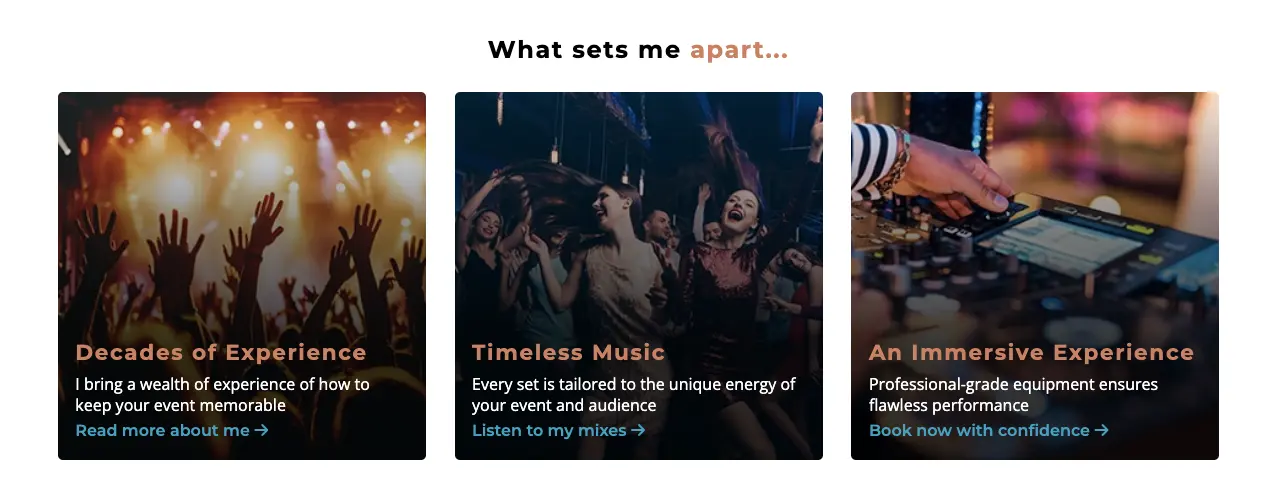 What sets me apart...
Decades of Experience
I bring a wealth of experience of how to
keep your event memorable
Read more about me →
Timeless Music
Every set is tailored to the unique energy of
your event and audience
Listen to my mixes →
An Immersive Experience
Professional-grade equipment ensures
flawless performance
Book now with confidence →